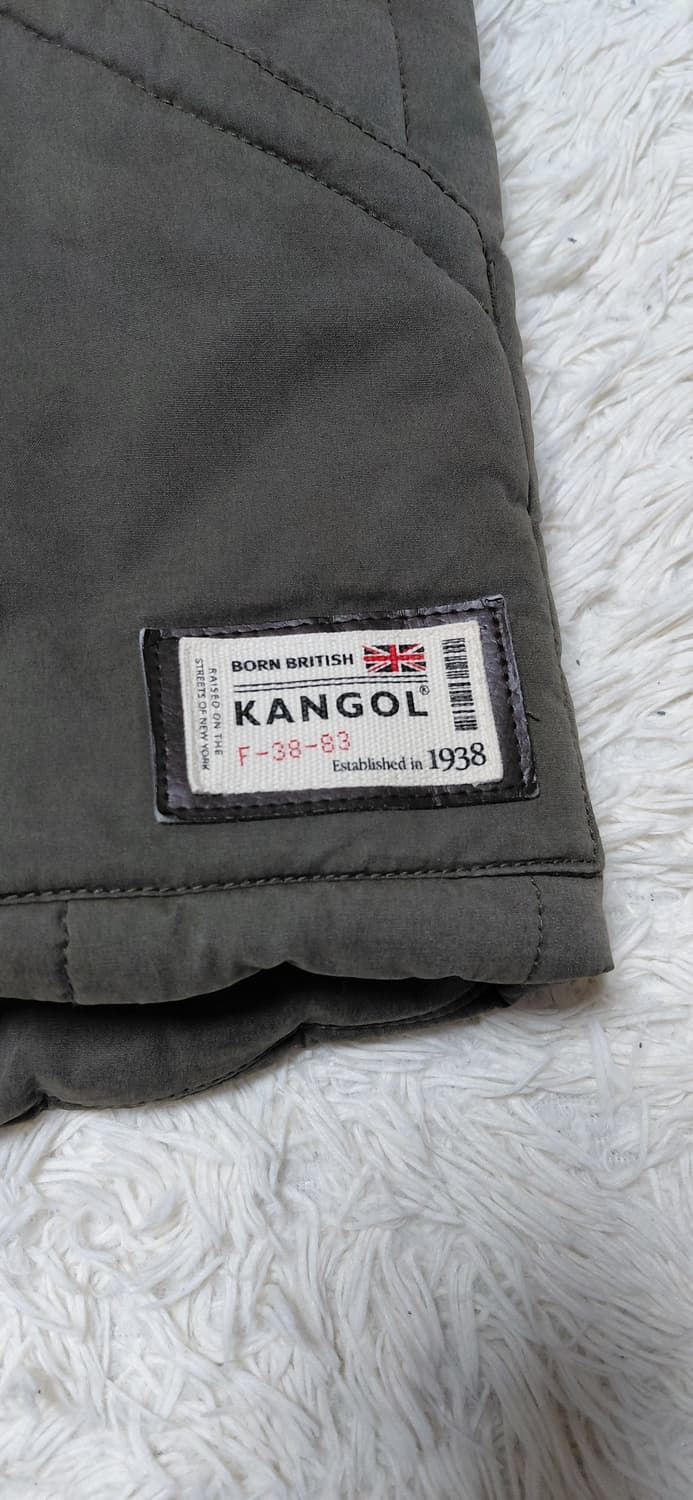 BORN BRITISH
KANGOL®
F-38-83
Established in 1938
RAISED ON THE
STREETS OF NEW YORK